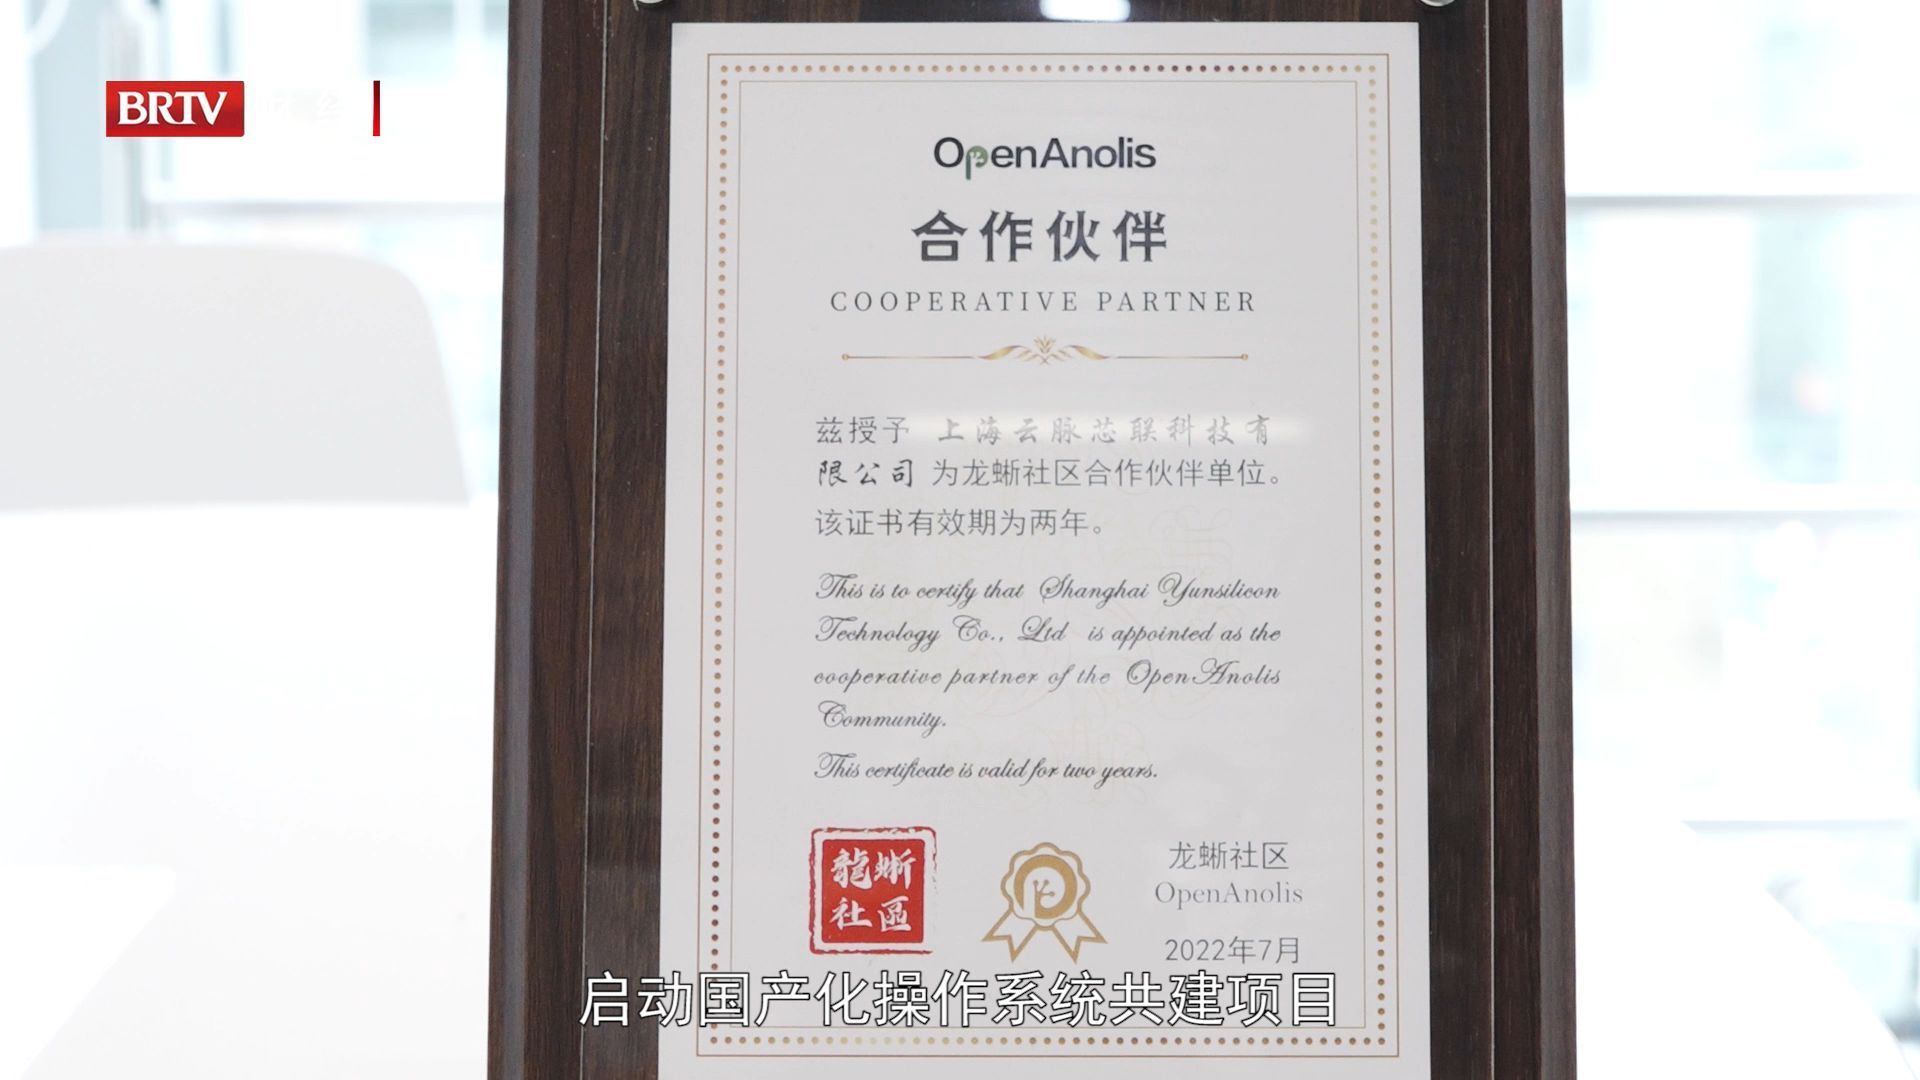 BRTV
OpenAnolis
合作伙伴
COOPERATIVE PARTNER
兹授予 上海云脉芯联科技有
限公司 为龙蜥社区合作伙伴单位。
该证书有效期为两年。
This is to certify that Shanghai Yunsilicon
Technology Co., Ltd is appointed as the
cooperative partner of the OpenAnolis
Community.
This certificate is valid for two years.
龍蜥
社區
龙蜥社区
OpenAnolis
2022年7月
启动国产化操作系统共建项目